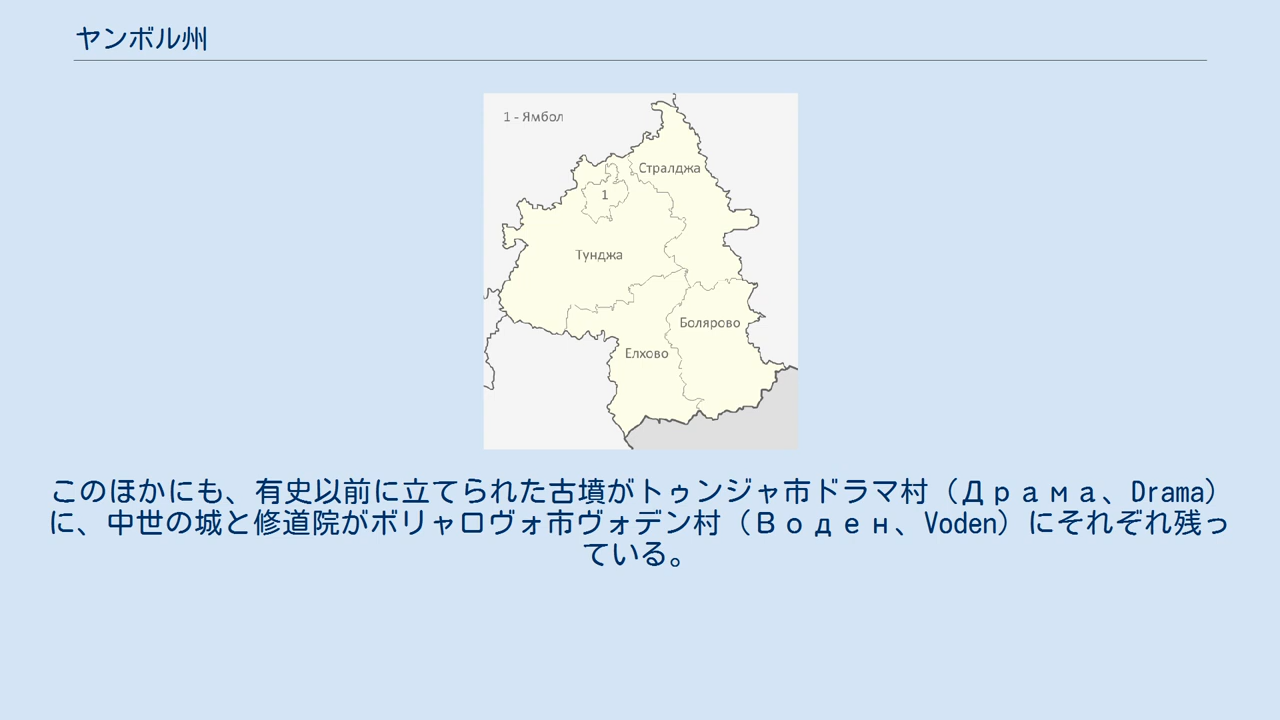 ヤンボル州
1 - Ямбол
Стралджа
1
Тунджа
Болярово
Елхово
このほかにも、有史以前に立てられた古墳がトゥンジャ市ドラマ村（Драма、Drama）
に、中世の城と修道院がボリャロヴォ市ヴォデン村（Воден、Voden）にそれぞれ残っ
ている。